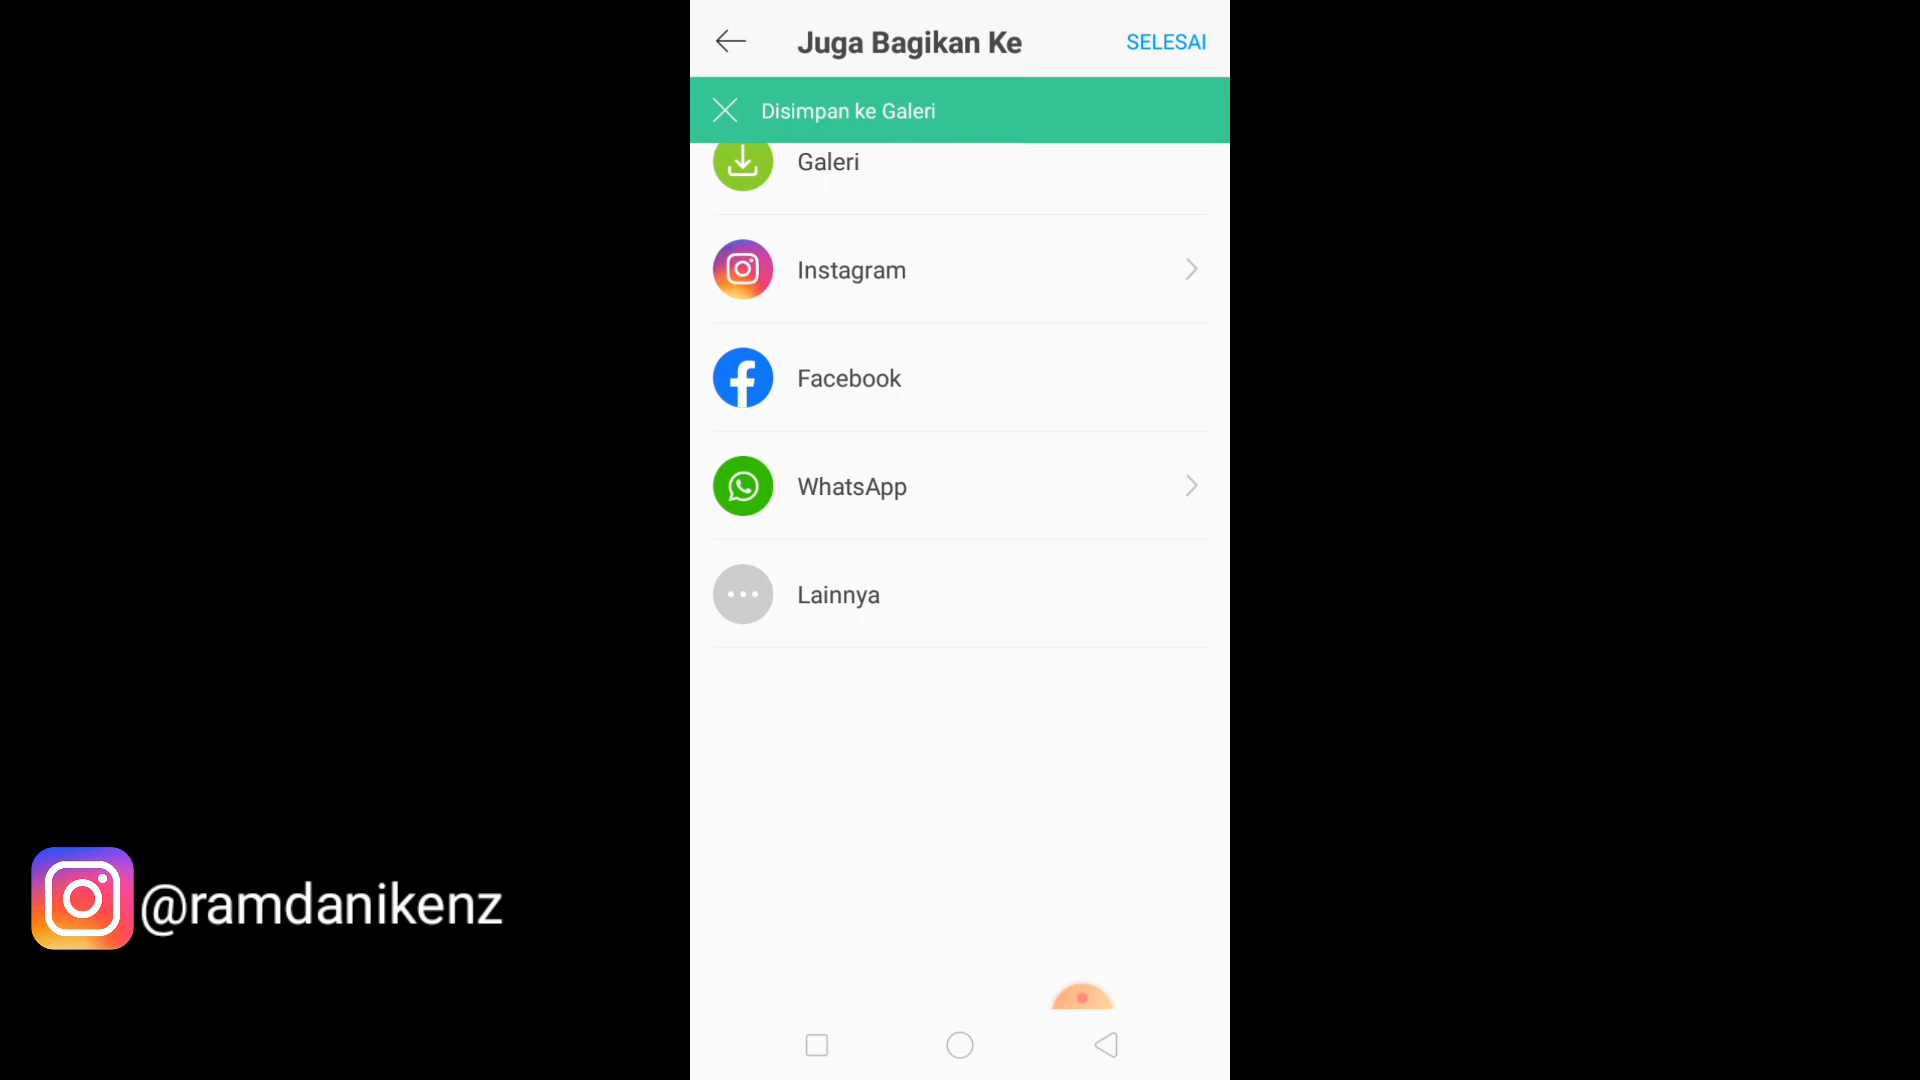 Juga Bagikan Ke
SELESAI
Disimpan ke Galeri
Galeri
Instagram
Facebook
WhatsApp
Lainnya
@ramdanikenz